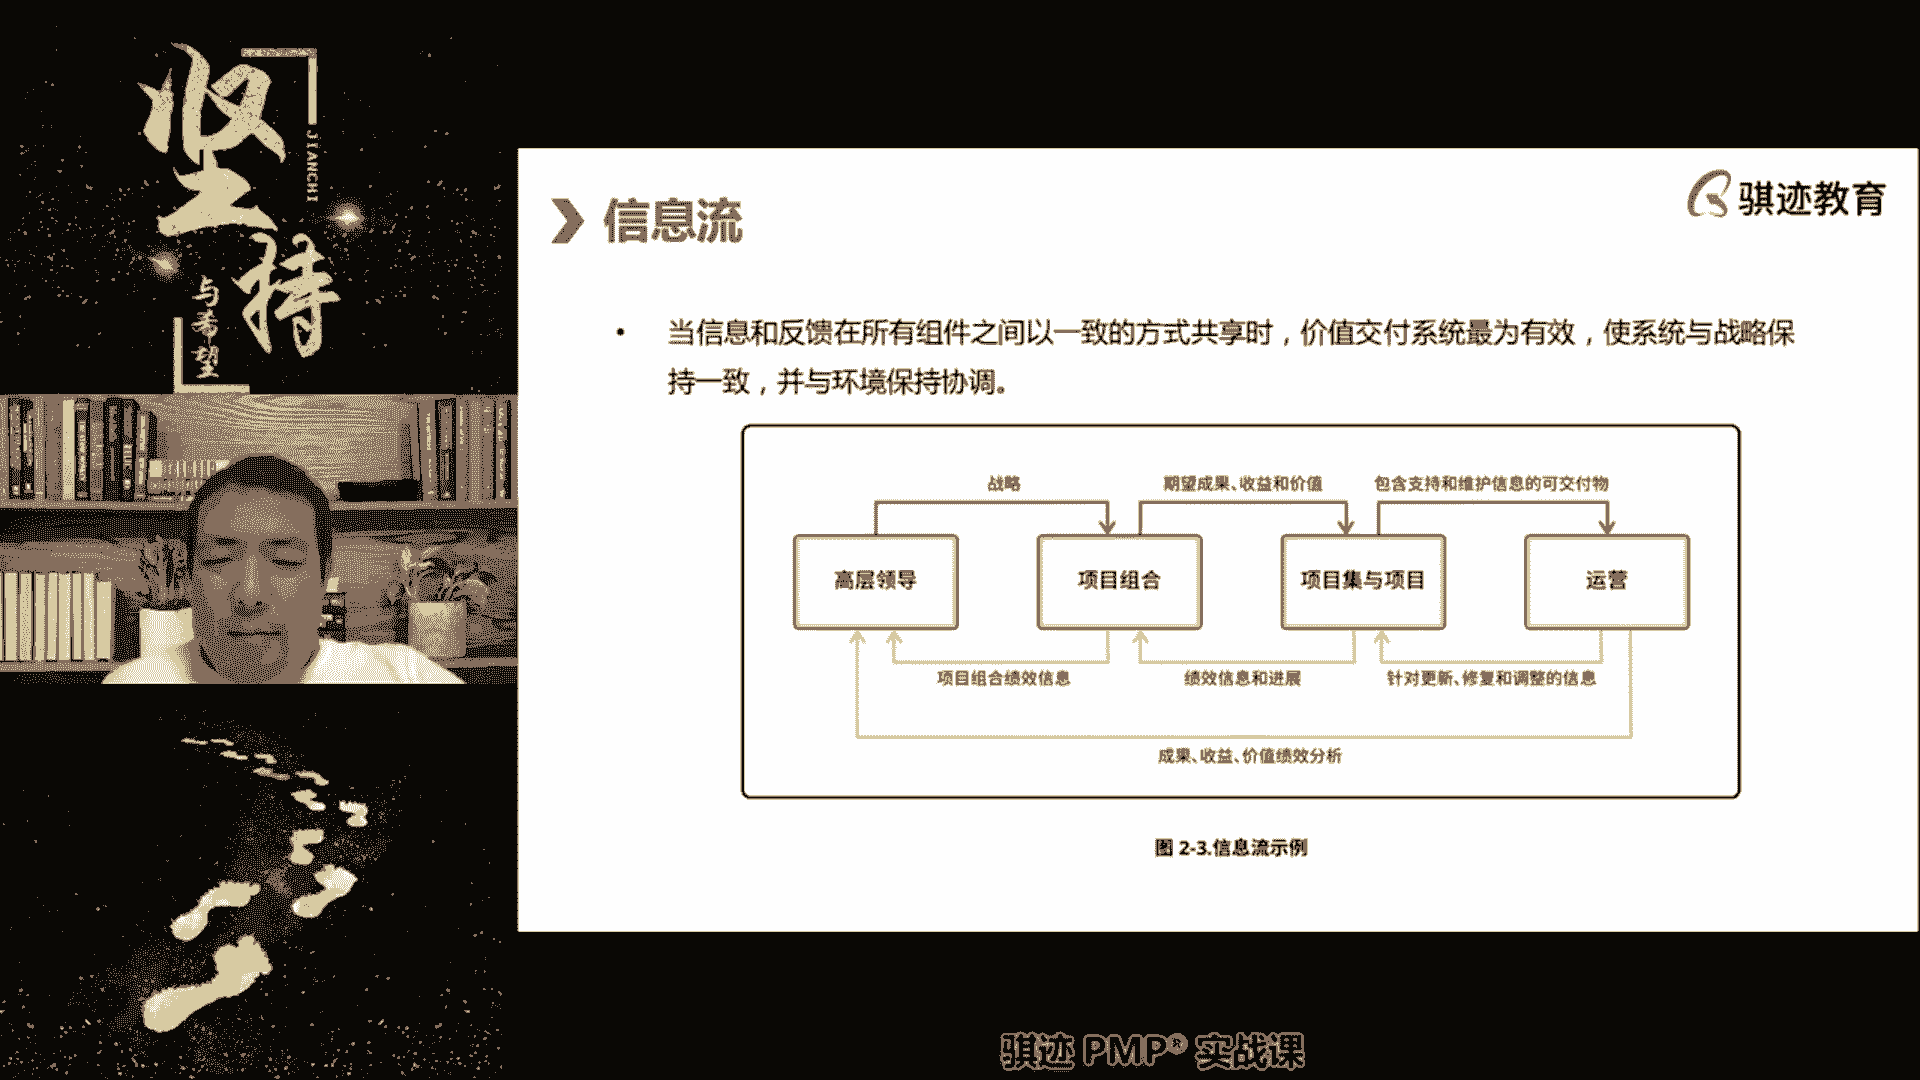 坚持
JIANCHI
与希望
骐迹教育
信息流
• 当信息和反馈在所有组件之间以一致的方式共享时，价值交付系统最为有效，使系统与战略保
持一致，并与环境保持协调。
战略
期望成果、收益和价值
包含支持和维护信息的可交付物
高层领导
项目组合
项目集与项目
运营
项目组合绩效信息
绩效信息和进展
针对更新、修复和调整的信息
成果、收益、价值绩效分析
图 2-3.信息流示例
骐迹 PMP® 实战课